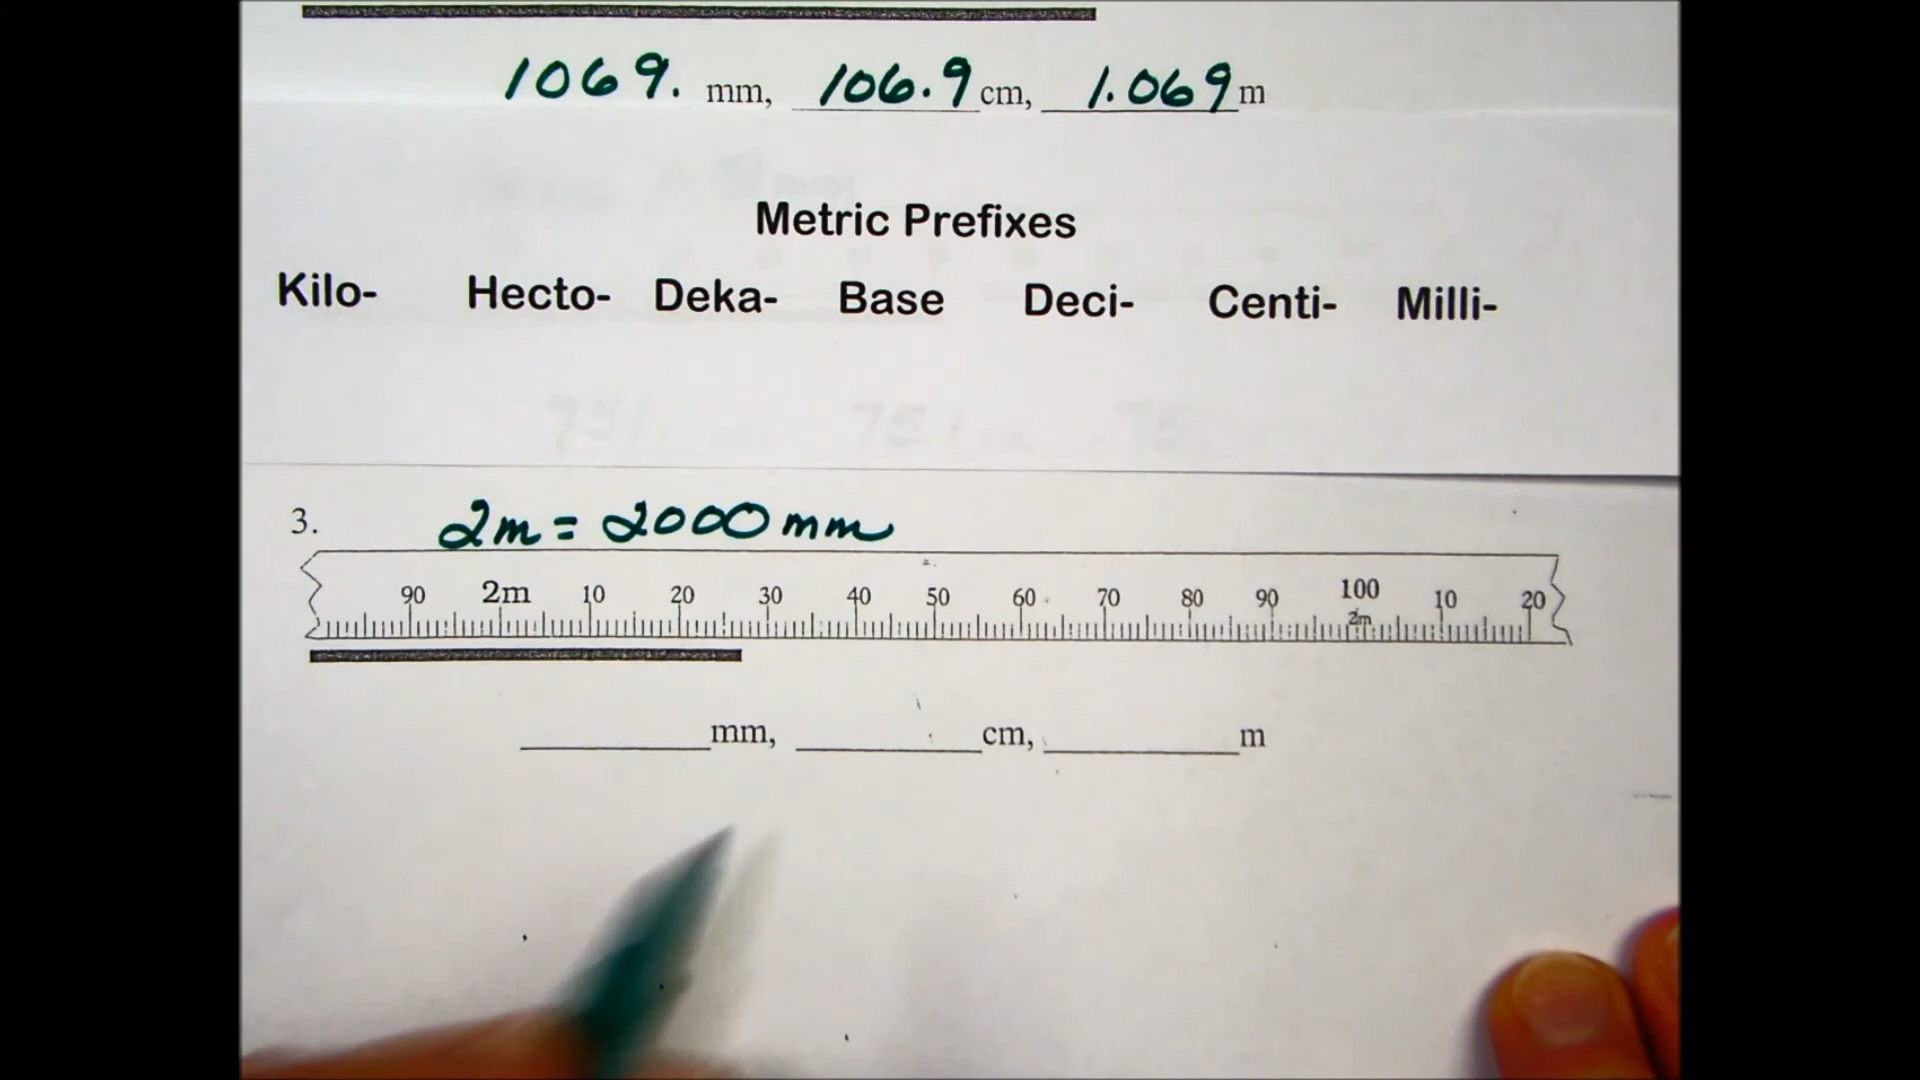 1069. mm, 106.9 cm, 1.069 m
Metric Prefixes
Kilo- Hecto- Deka- Base Deci- Centi- Milli-
3. 2m = 2000 mm
90 2m 10 20 30 40 50 60 70 80 90 100 10 20
2m
mm, cm, m